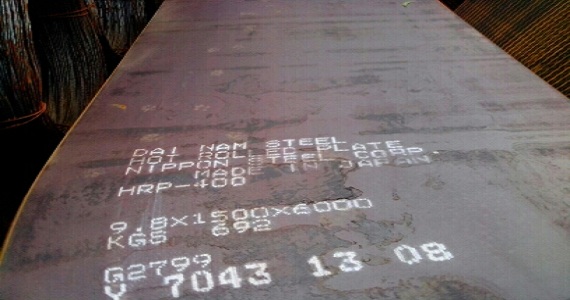 DAI NAM STEEL
HOT ROLLED PLATE
NIPPON STEEL CORP.
MADE IN JAPAN
HRP-400
9.8X1500X6000
KGS 692
G2799
Y 7043 13 08